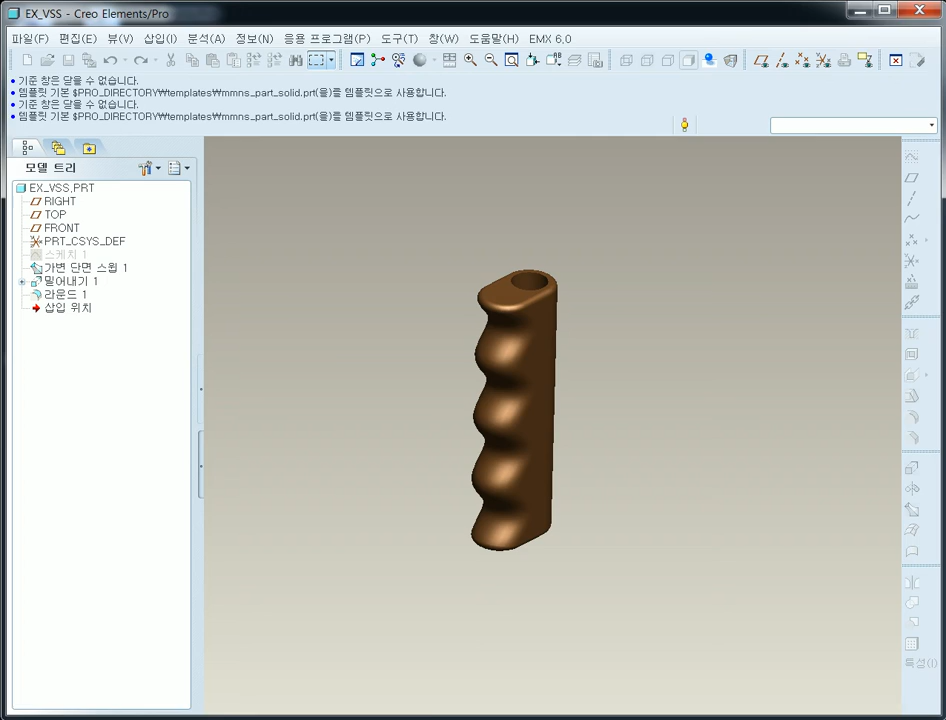 EX_VSS - Creo Elements/Pro
파일(F) 편집(E) 뷰(V) 삽입(I) 분석(A) 정보(N) 응용 프로그램(P) 도구(T) 창(W) 도움말(H) EMX 6.0
기준 창은 닫을 수 없습니다.
템플릿 기본 $PRO_DIRECTORY₩templates₩mmns_part_solid.prt(을)를 템플릿으로 사용합니다.
기준 창은 닫을 수 없습니다.
템플릿 기본 $PRO_DIRECTORY₩templates₩mmns_part_solid.prt(을)를 템플릿으로 사용합니다.
모델 트리
EX_VSS.PRT
RIGHT
TOP
FRONT
PRT_CSYS_DEF
스케치 1
가변 단면 스윕 1
밀어내기 1
라운드 1
삽입 위치
특성(I)